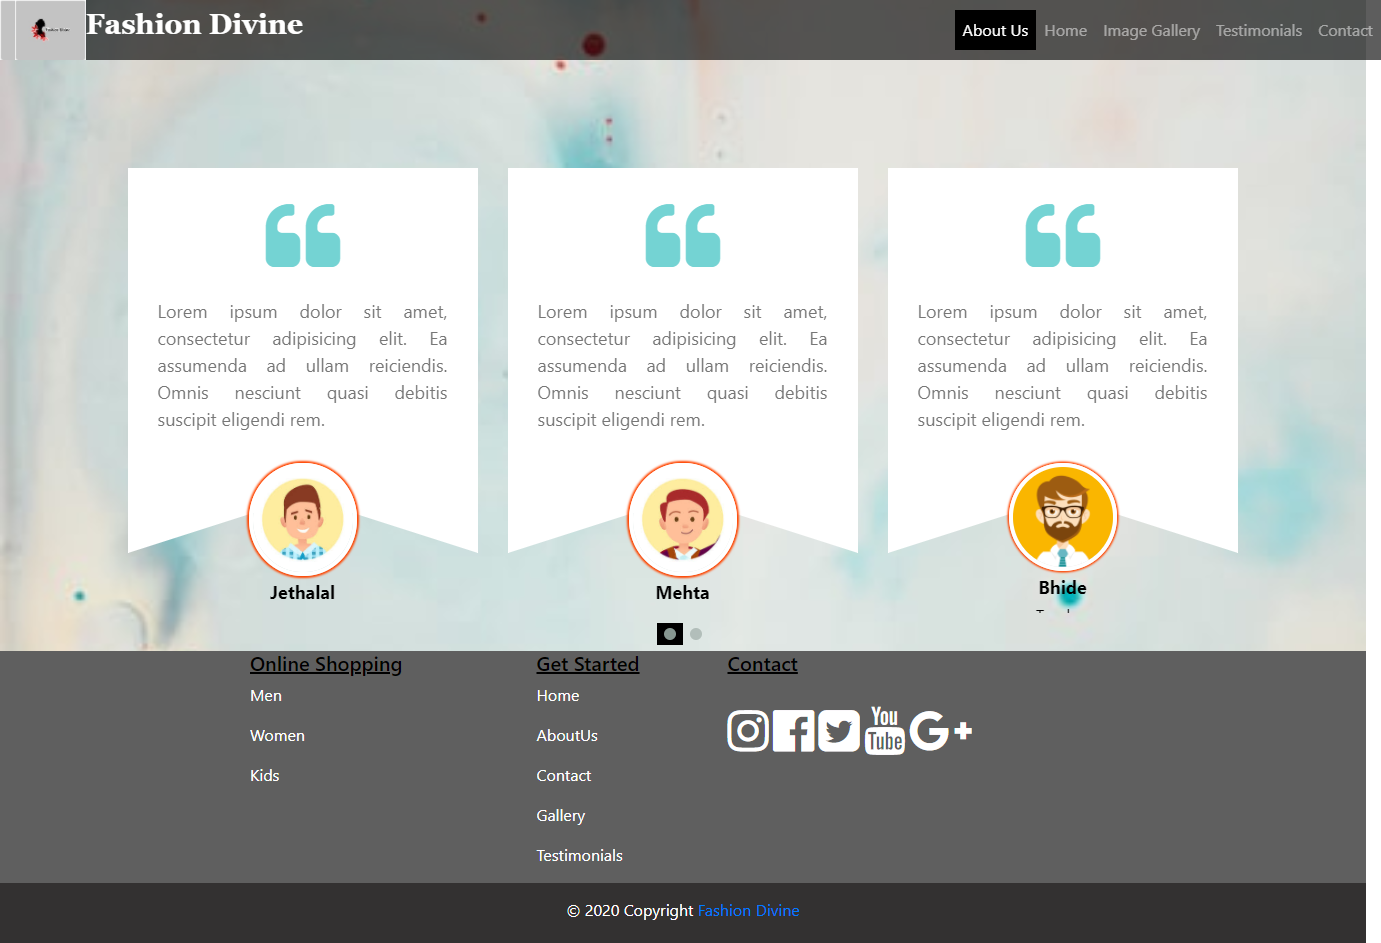 Fashion Divine
About Us Home Image Gallery Testimonials Contact
Lorem ipsum dolor sit amet,
consectetur adipisicing elit. Ea
assumenda ad ullam reiciendis.
Omnis nesciunt quasi debitis
suscipit eligendi rem.
Jethalal
Lorem ipsum dolor sit amet,
consectetur adipisicing elit. Ea
assumenda ad ullam reiciendis.
Omnis nesciunt quasi debitis
suscipit eligendi rem.
Mehta
Lorem ipsum dolor sit amet,
consectetur adipisicing elit. Ea
assumenda ad ullam reiciendis.
Omnis nesciunt quasi debitis
suscipit eligendi rem.
Bhide
Online Shopping
Men
Women
Kids
Get Started
Home
AboutUs
Contact
Gallery
Testimonials
Contact
You
Tube
G+
© 2020 Copyright Fashion Divine